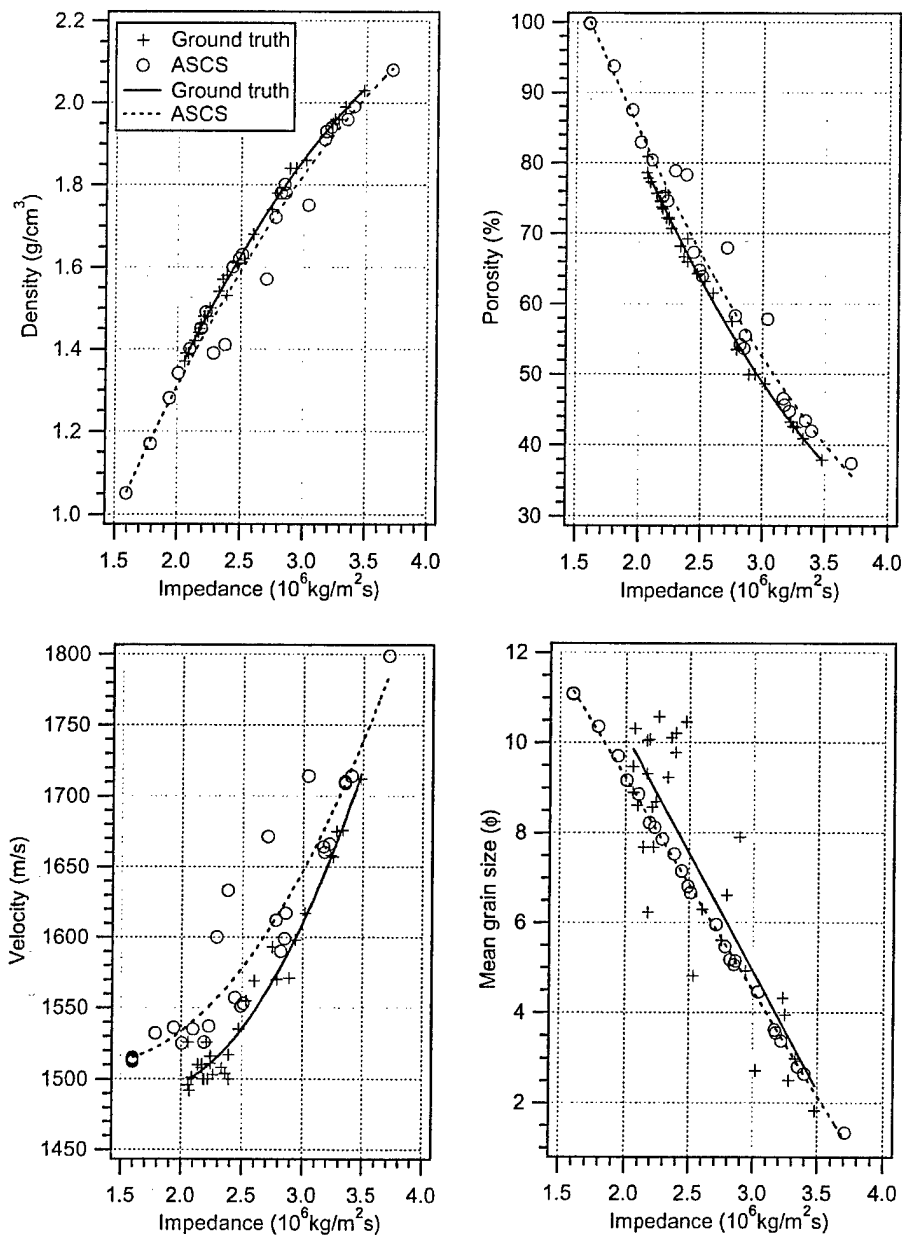 2.2
2.0
1.8
1.6
1.4
1.2
1.0
Density (g/cm³)
Ground truth
ASCS
Ground truth
ASCS
1.5 2.0 2.5 3.0 3.5 4.0
Impedance (10⁶kg/m²s)
100
90
80
70
60
50
40
30
Porosity (%)
1.5 2.0 2.5 3.0 3.5 4.0
Impedance (10⁶kg/m²s)
1800
1750
1700
1650
1600
1550
1500
1450
Velocity (m/s)
1.5 2.0 2.5 3.0 3.5 4.0
Impedance (10⁶kg/m²s)
12
10
8
6
4
2
Mean grain size (ϕ)
1.5 2.0 2.5 3.0 3.5 4.0
Impedance (10⁶kg/m²s)